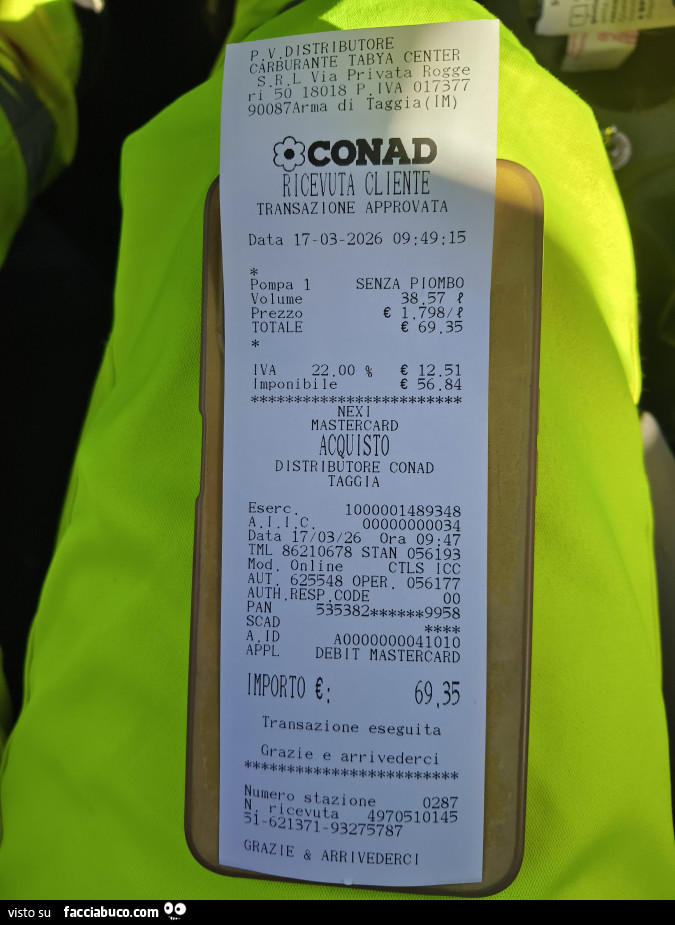 P.V.DISTRIBUTORE
CARBURANTE TABYA CENTER
S.R.L Via Privata Rogge
ri 50 18018 P.IVA 017377
90087Arma di Taggia(IM)
CONAD
RICEVUTA CLIENTE
TRANSAZIONE APPROVATA
Data 17-03-2026 09:49:15
*
Pompa 1 SENZA PIOMBO
Volume 38.57 ℓ
Prezzo € 1.798/ℓ
TOTALE € 69.35
*
IVA 22.00 % € 12.51
Imponibile € 56.84
************************
NEXI
MASTERCARD
ACQUISTO
DISTRIBUTORE CONAD
TAGGIA
Eserc. 1000001489348
A.I.I.C. 00000000034
Data 17/03/26 Ora 09:47
TML 86210678 STAN 056193
Mod. Online CTLS ICC
AUT. 625548 OPER. 056177
AUTH.RESP.CODE 00
PAN 535382******9958
SCAD ****
A.ID A0000000041010
APPL DEBIT MASTERCARD
IMPORTO €: 69,35
Transazione eseguita
Grazie e arrivederci
************************
Numero stazione 0287
N. ricevuta 4970510145
51-621371-93275787
GRAZIE & ARRIVEDERCI
visto su facciabuco.com